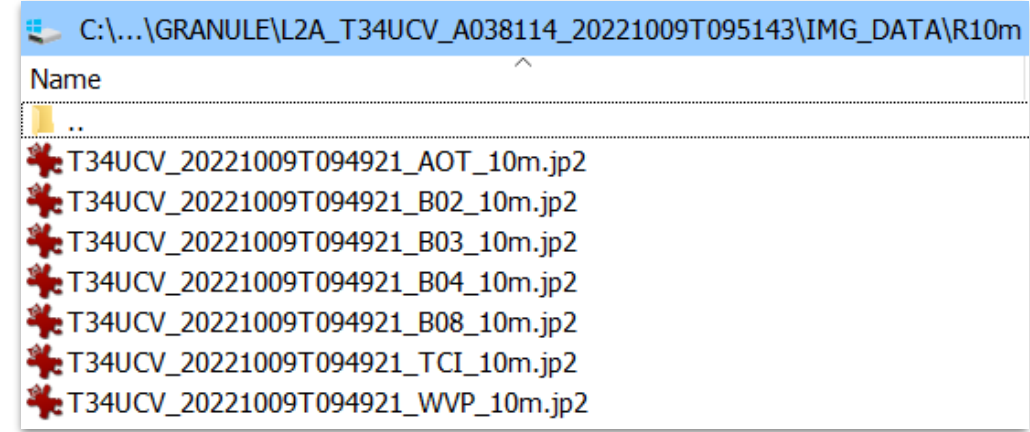 C:\...\GRANULE\L2A_T34UCV_A038114_20221009T095143\IMG_DATA\R10m
Name
..
T34UCV_20221009T094921_AOT_10m.jp2
T34UCV_20221009T094921_B02_10m.jp2
T34UCV_20221009T094921_B03_10m.jp2
T34UCV_20221009T094921_B04_10m.jp2
T34UCV_20221009T094921_B08_10m.jp2
T34UCV_20221009T094921_TCI_10m.jp2
T34UCV_20221009T094921_WVP_10m.jp2